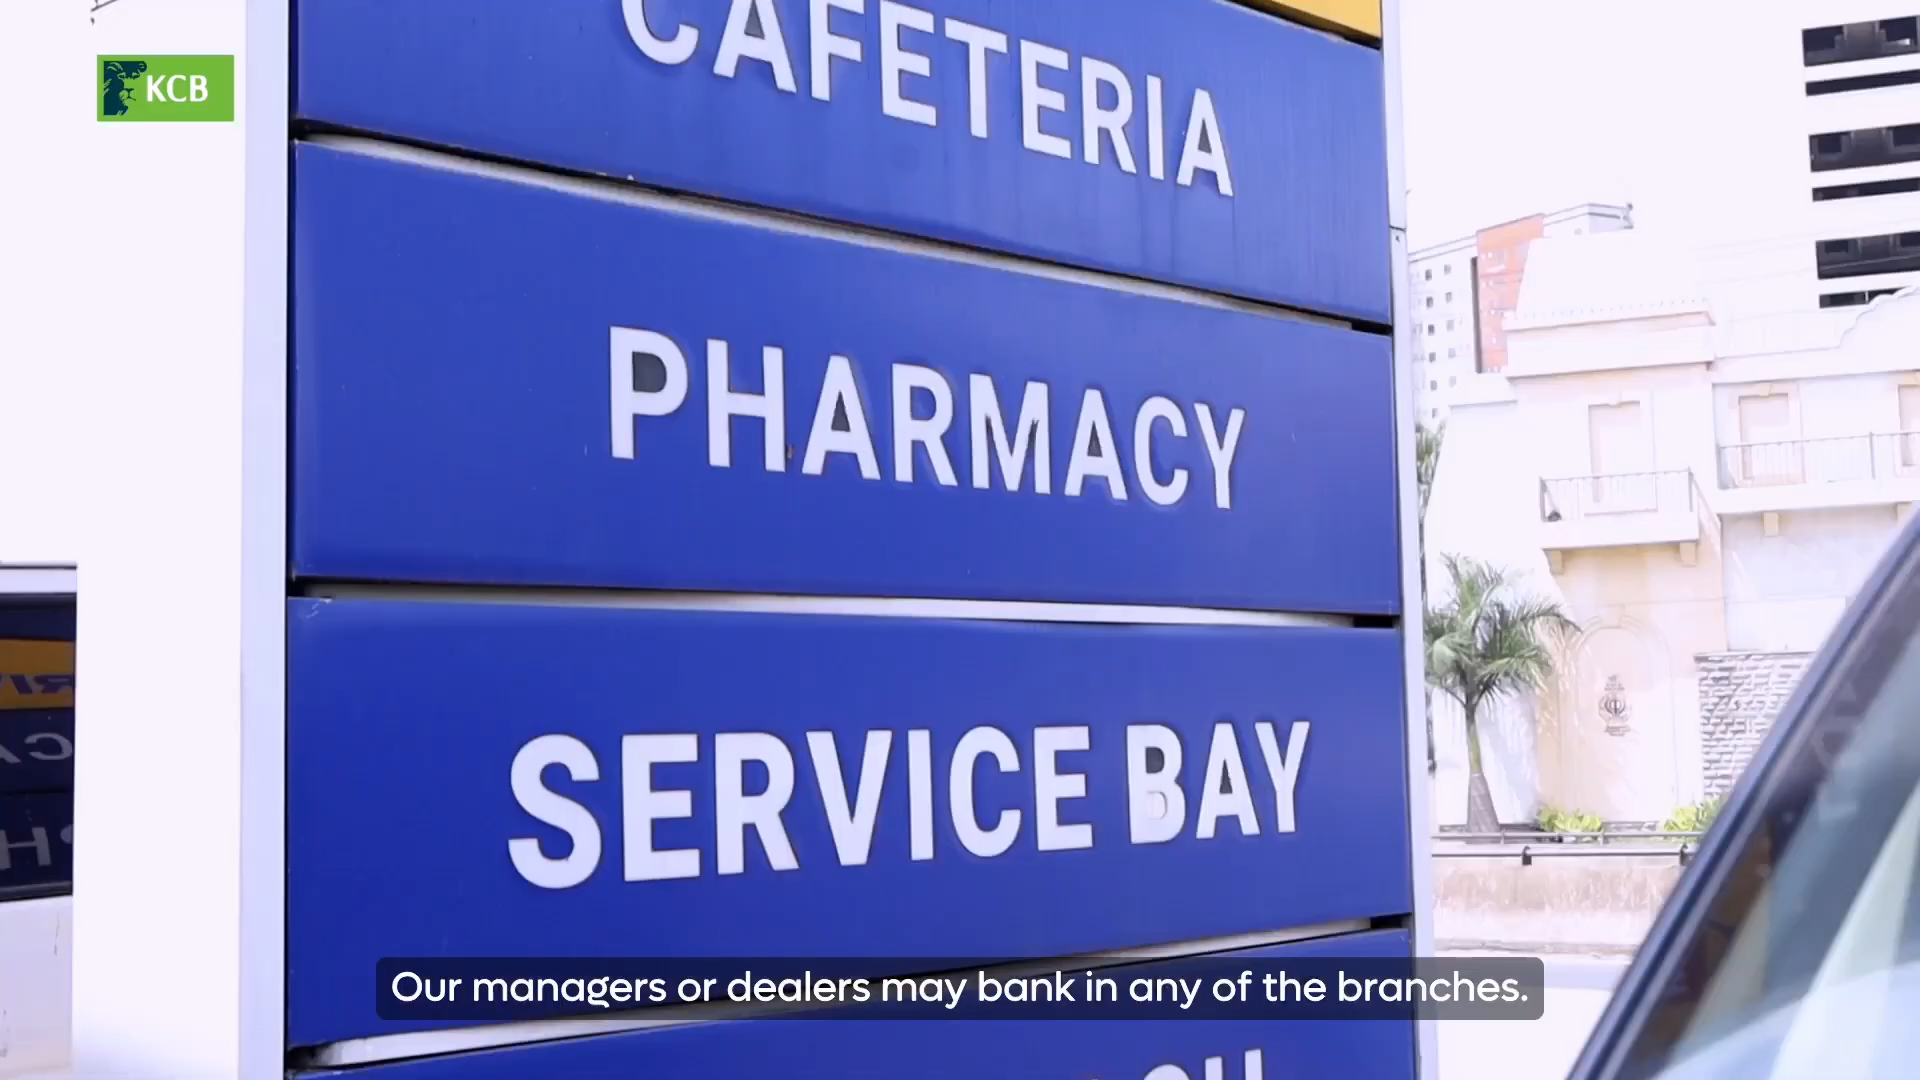 KCB
CAFETERIA
PHARMACY
SERVICE BAY
Our managers or dealers may bank in any of the branches.